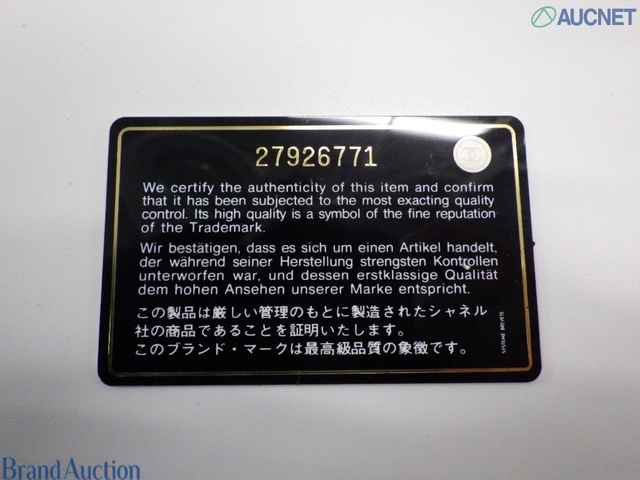 AUCNET
27926771
We certify the authenticity of this item and confirm
that it has been subjected to the most exacting quality
control. Its high quality is a symbol of the fine reputation
of the Trademark.
Wir bestätigen, dass es sich um einen Artikel handelt,
der während seiner Herstellung strengsten Kontrollen
unterworfen war, und dessen erstklassige Qualität
dem hohen Ansehen unserer Marke entspricht.
この製品は厳しい管理のもとに製造されたシャネル
社の商品であることを証明いたします。
このブランド・マークは最高級品質の象徴です。
SYSTEME BREVETE
Brand Auction